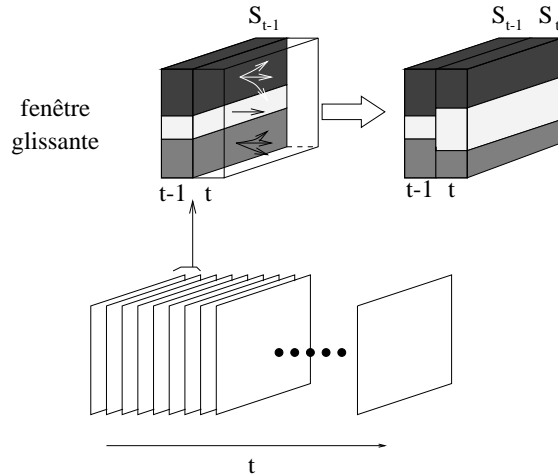 S_{t-1}
S_{t-1} S_t
fenêtre
glissante
t-1 t
t-1 t
t